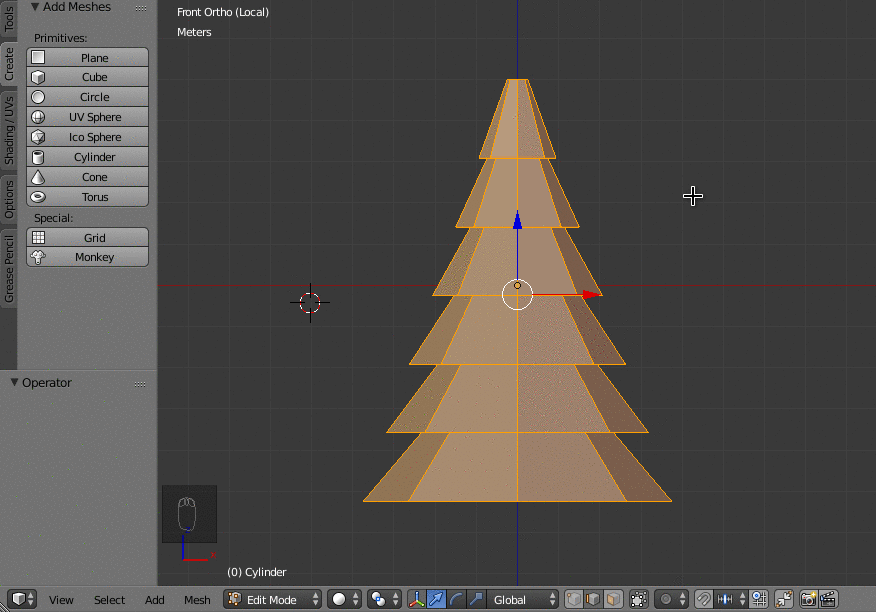 Tools
Create
Shading / UVs
Options
Grease Pencil
Add Meshes
Primitives:
Plane
Cube
Circle
UV Sphere
Ico Sphere
Cylinder
Cone
Torus
Special:
Grid
Monkey
Operator
Front Ortho (Local)
Meters
(0) Cylinder
View
Select
Add
Mesh
Edit Mode
Global